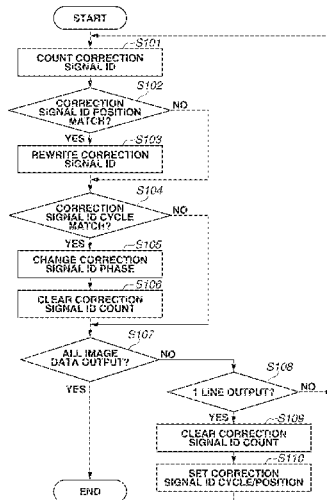 START
S101
COUNT CORRECTION
SIGNAL ID
S102
CORRECTION
SIGNAL ID POSITION
MATCH?
NO
YES
S103
REWRITE CORRECTION
SIGNAL ID
S104
CORRECTION
SIGNAL ID CYCLE
MATCH?
NO
YES
S105
CHANGE CORRECTION
SIGNAL ID PHASE
S106
CLEAR CORRECTION
SIGNAL ID COUNT
S107
ALL IMAGE
DATA OUTPUT?
NO
YES
S108
1 LINE OUTPUT?
NO
YES
S109
CLEAR CORRECTION
SIGNAL ID COUNT
S110
SET CORRECTION
SIGNAL ID CYCLE/POSITION
END